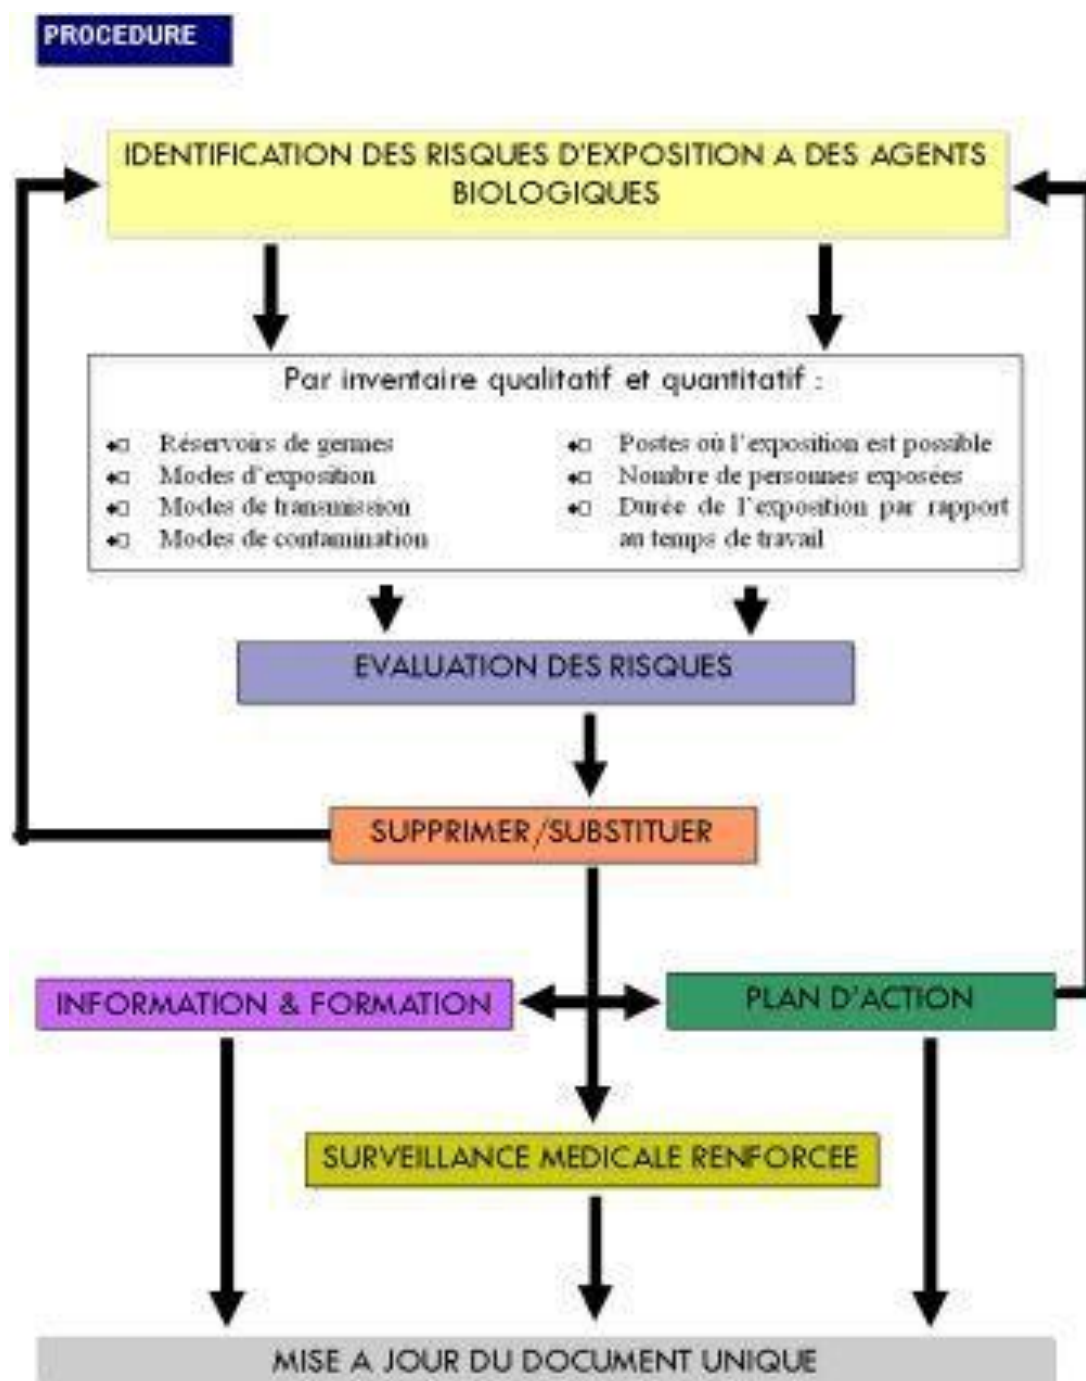 PROCEDURE
IDENTIFICATION DES RISQUES D'EXPOSITION A DES AGENTS
BIOLOGIQUES
Par inventaire qualitatif et quantitatif :
Réservoirs de germes
Modes d'exposition
Modes de transmission
Modes de contamination
Postes où l'exposition est possible
Nombre de personnes exposées
Durée de l'exposition par rapport
au temps de travail
EVALUATION DES RISQUES
SUPPRIMER/SUBSTITUER
INFORMATION & FORMATION
PLAN D'ACTION
SURVEILLANCE MEDICALE RENFORCEE
MISE A JOUR DU DOCUMENT UNIQUE